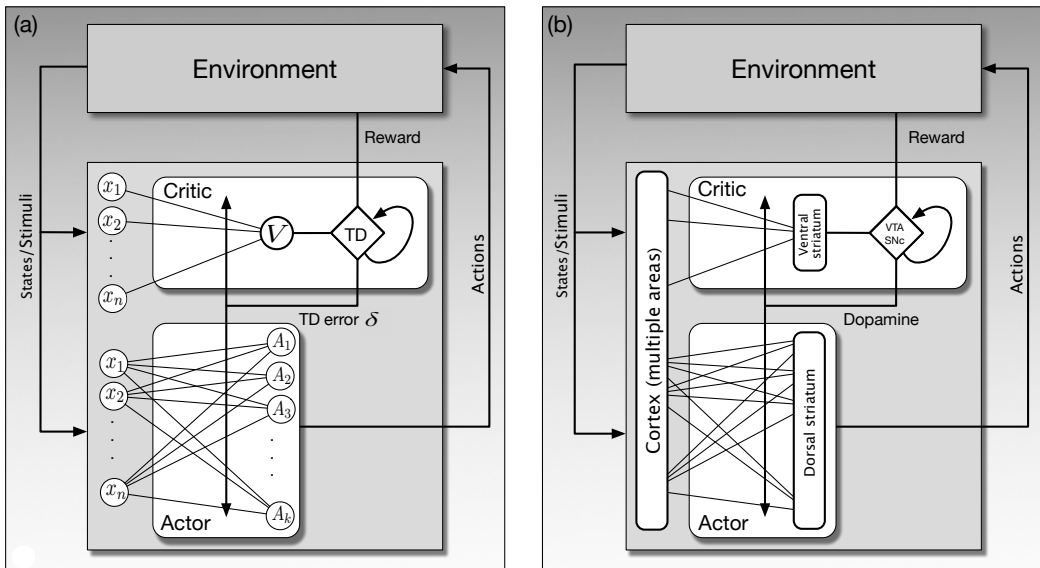 (a)
Environment
Reward
States/Stimuli
Actions
x1
x2
xn
Critic
V
TD
TD error δ
x1
x2
xn
A1
A2
A3
Ak
Actor
(b)
Environment
Reward
States/Stimuli
Actions
Cortex (multiple areas)
Critic
Ventral
striatum
VTA
SNc
Dopamine
Dorsal striatum
Actor